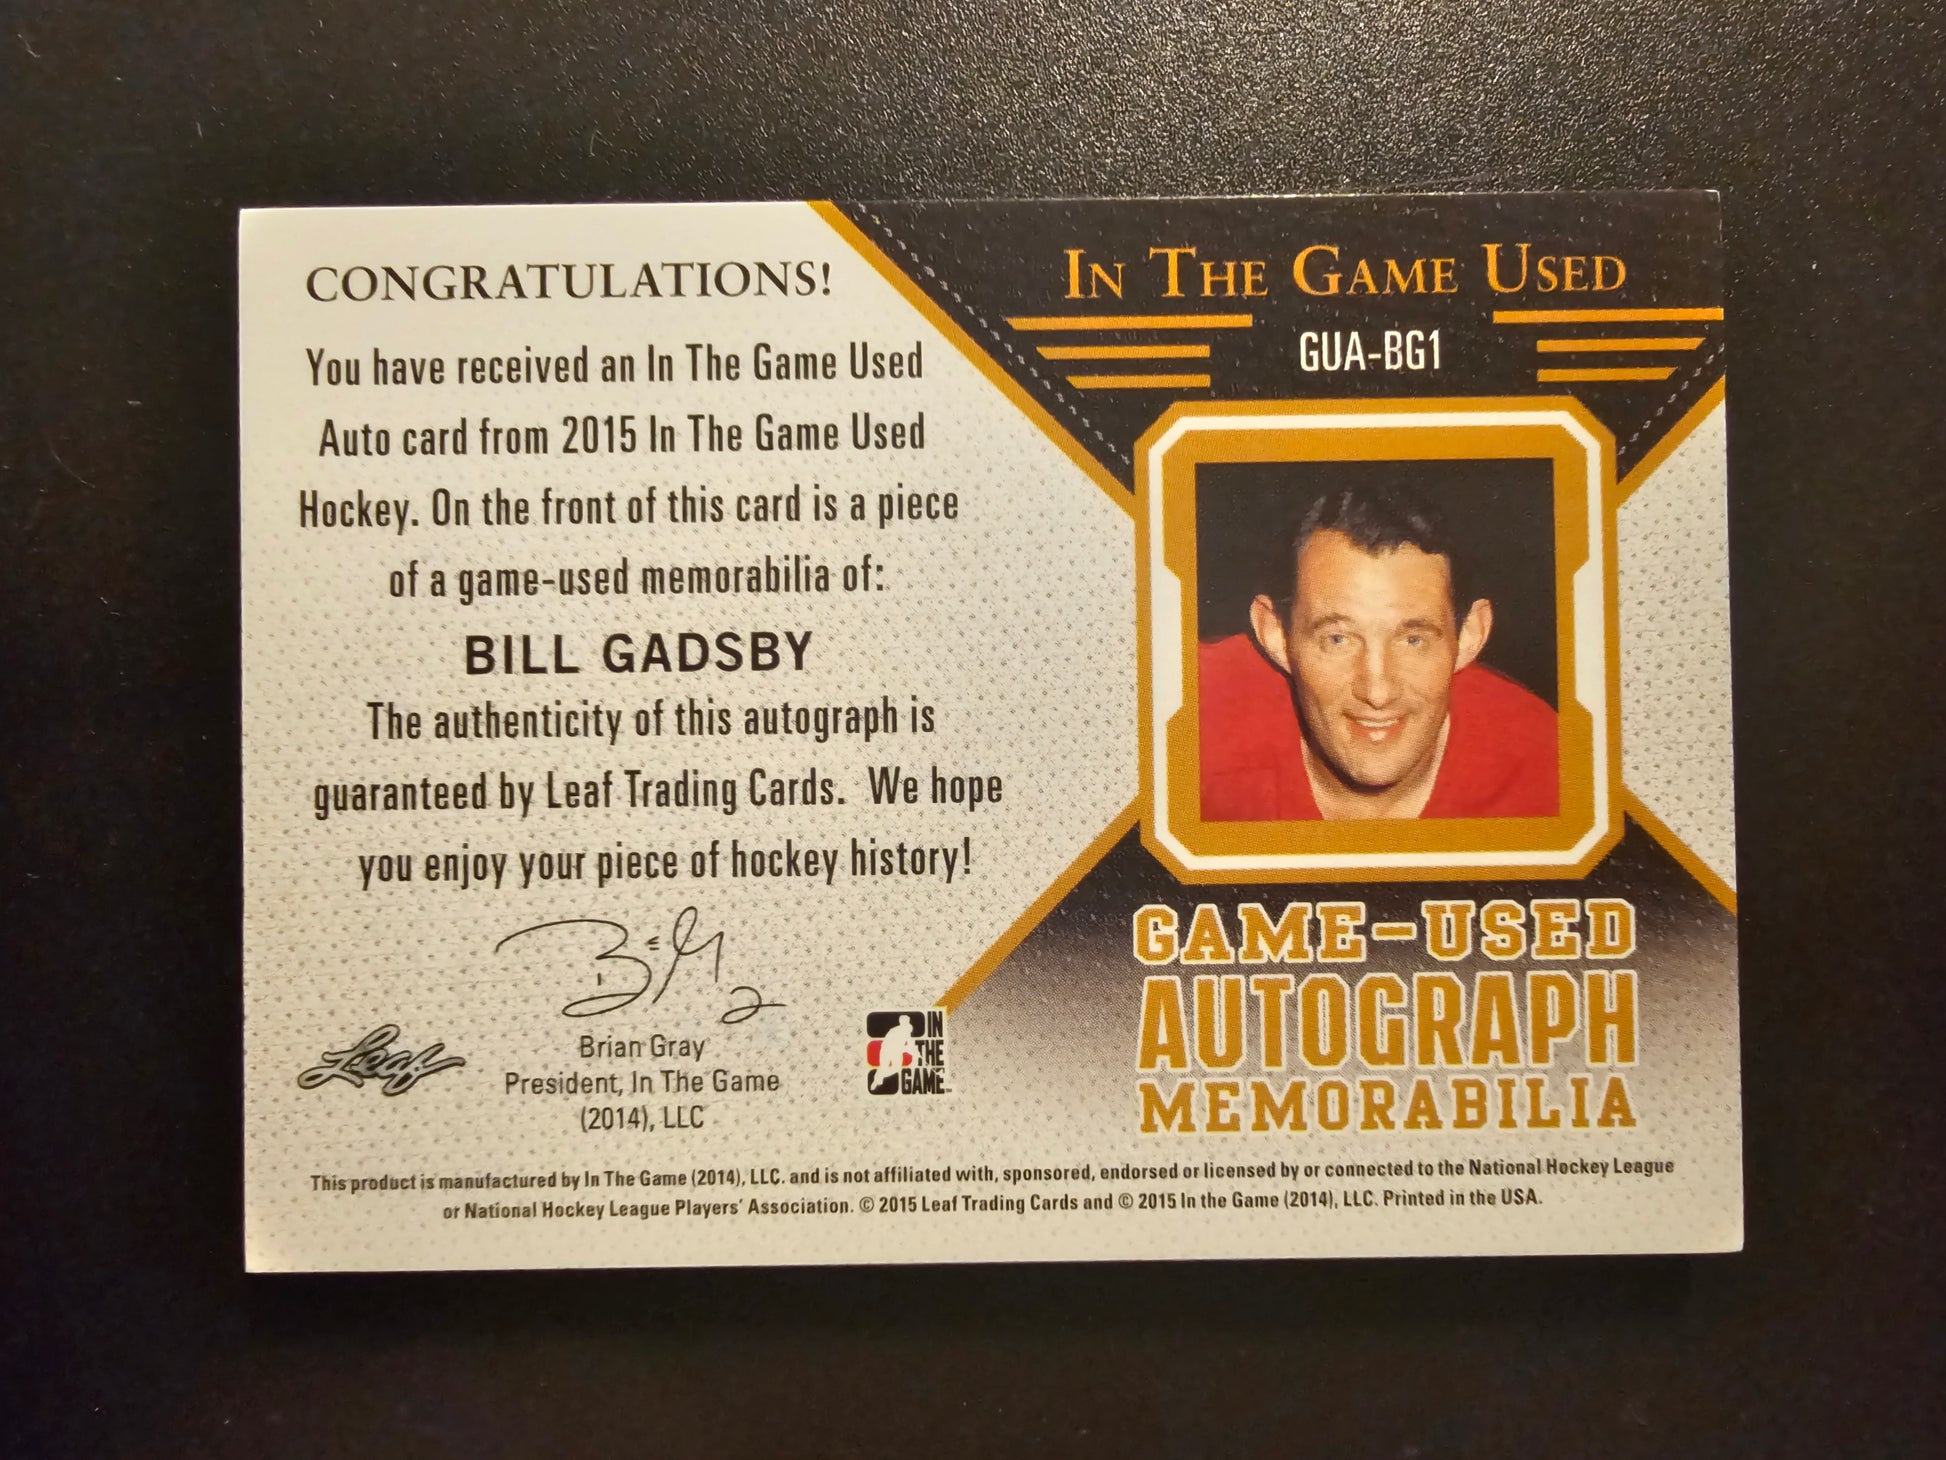 CONGRATULATIONS!
You have received an In The Game Used
Auto card from 2015 In The Game Used
Hockey. On the front of this card is a piece
of a game-used memorabilia of:
BILL GADSBY
The authenticity of this autograph is
guaranteed by Leaf Trading Cards. We hope
you enjoy your piece of hockey history!
Brian Gray
President, In The Game
(2014), LLC
Leaf
IN
THE
GAME
IN THE GAME USED
GUA-BG1
GAME-USED
AUTOGRAPH
MEMORABILIA
This product is manufactured by In The Game (2014), LLC. and is not affiliated with, sponsored, endorsed or licensed by or connected to the National Hockey League
or National Hockey League Players' Association. © 2015 Leaf Trading Cards and © 2015 In the Game (2014), LLC. Printed in the USA.